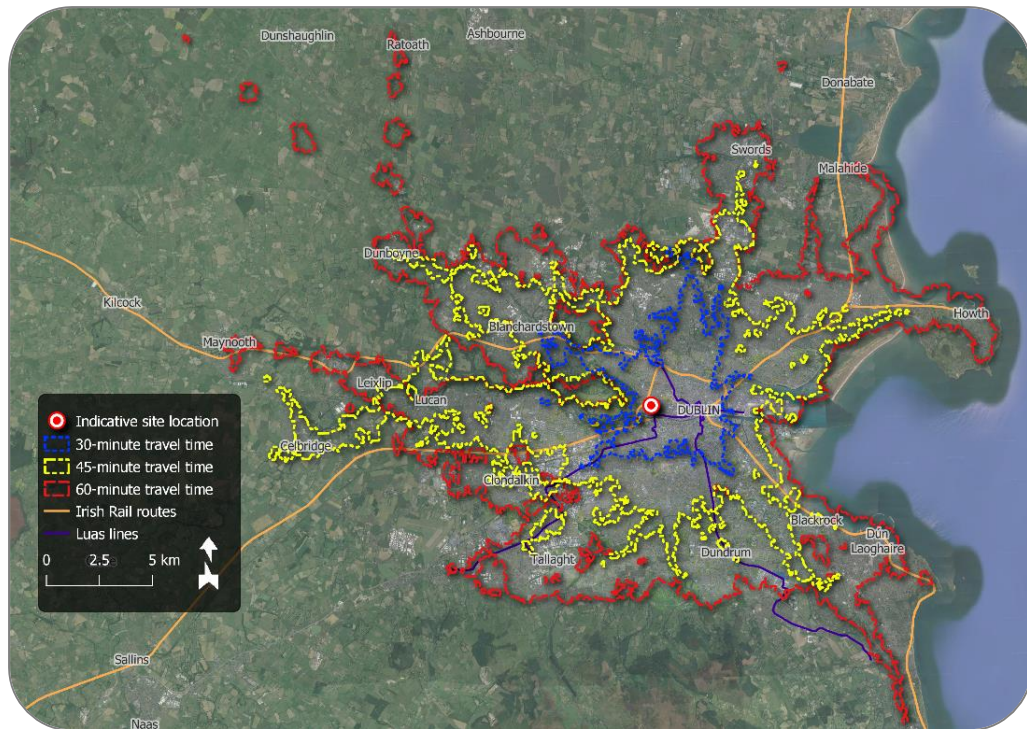 Dunshaughlin
Ashbourne
Ratoath
Donabate
Swords
Malahide
Dunboyne
Kilcock
Blanchardstown
Howth
Maynooth
Leixlip
Lucan
DUBLIN
Celbridge
Clondalkin
Blackrock
Dún
Laoghaire
Tallaght
Dundrum
Sallins
Naas
Indicative site location
30-minute travel time
45-minute travel time
60-minute travel time
Irish Rail routes
Luas lines
0 2.5 5 km